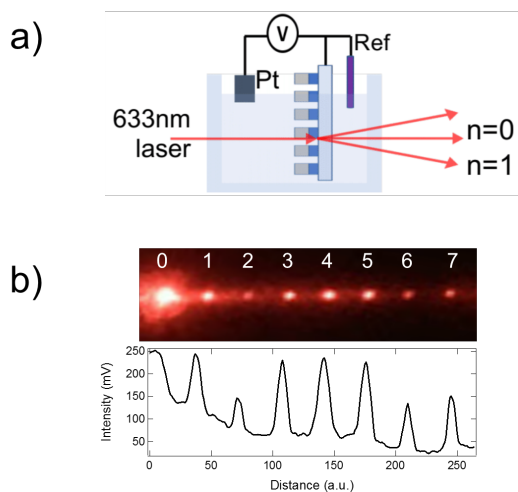 a)
V
Ref
Pt
633nm
laser
n=0
n=1
b)
0 1 2 3 4 5 6 7
250
200
150
100
50
Intensity (mV)
0 50 100 150 200 250
Distance (a.u.)